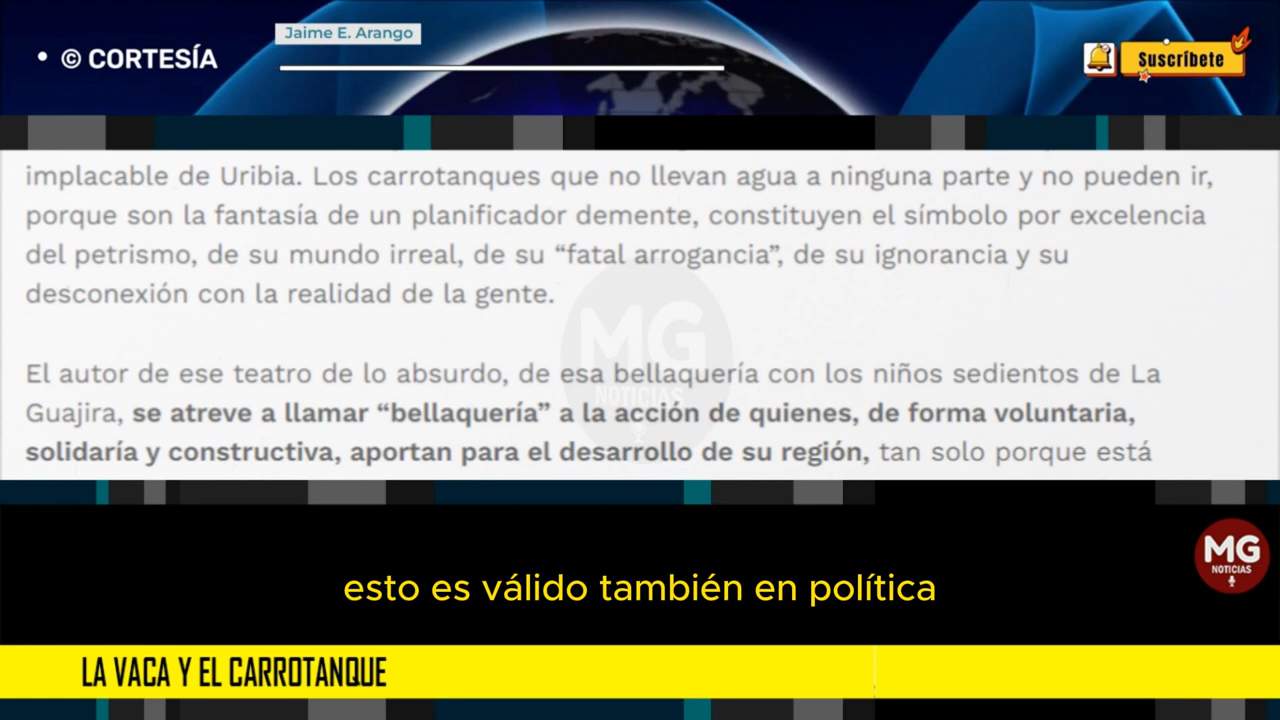 Jaime E. Arango
• © CORTESÍA
Suscríbete
implacable de Uribia. Los carrotanques que no llevan agua a ninguna parte y no pueden ir,
porque son la fantasía de un planificador demente, constituyen el símbolo por excelencia
del petrismo, de su mundo irreal, de su “fatal arrogancia”, de su ignorancia y su
desconexión con la realidad de la gente.
El autor de ese teatro de lo absurdo, de esa bellaquería con los niños sedientos de La
Guajira, se atreve a llamar “bellaquería” a la acción de quienes, de forma voluntaria,
solidaría y constructiva, aportan para el desarrollo de su región, tan solo porque está
MG
NOTICIAS
esto es válido también en política
MG
NOTICIAS
LA VACA Y EL CARROTANQUE